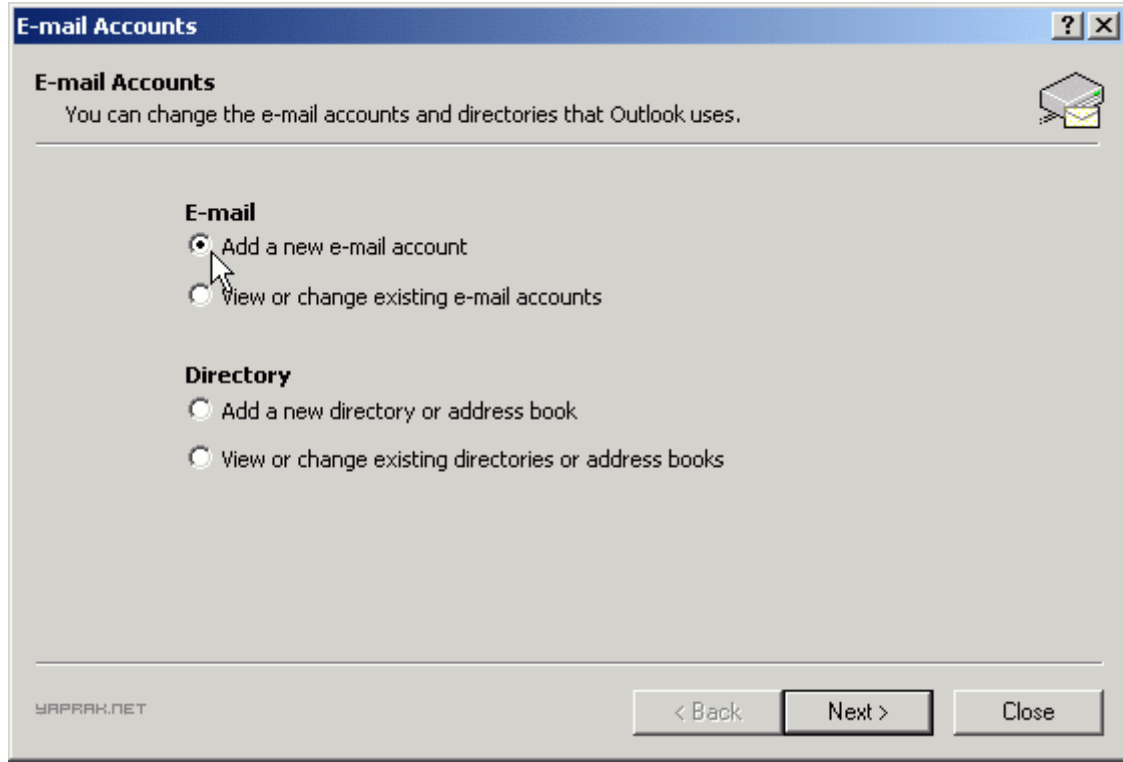 E-mail Accounts
E-mail Accounts
You can change the e-mail accounts and directories that Outlook uses.
E-mail
Add a new e-mail account
View or change existing e-mail accounts
Directory
Add a new directory or address book
View or change existing directories or address books
YAPRAK.NET
< Back Next > Close